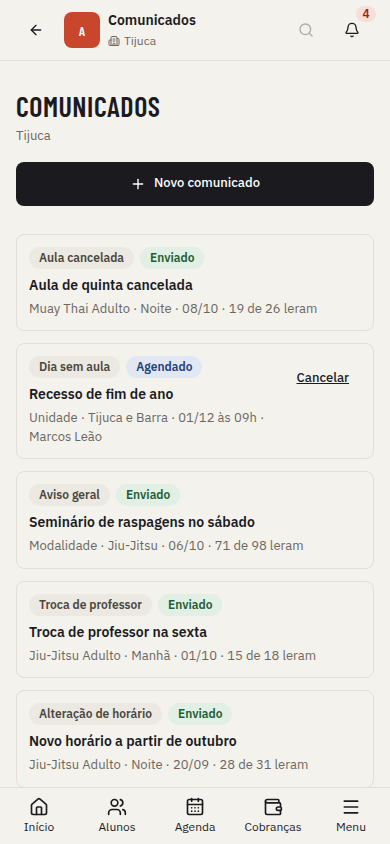 Comunicados
4
A
Tijuca
COMUNICADOS
Tijuca
Novo comunicado
Aula cancelada Enviado
Aula de quinta cancelada
Muay Thai Adulto · Noite · 08/10 · 19 de 26 leram
Dia sem aula Agendado
Cancelar
Recesso de fim de ano
Unidade · Tijuca e Barra · 01/12 às 09h ·
Marcos Leão
Aviso geral Enviado
Seminário de raspagens no sábado
Modalidade · Jiu-Jitsu · 06/10 · 71 de 98 leram
Troca de professor Enviado
Troca de professor na sexta
Jiu-Jitsu Adulto · Manhã · 01/10 · 15 de 18 leram
Alteração de horário Enviado
Novo horário a partir de outubro
Jiu-Jitsu Adulto · Noite · 20/09 · 28 de 31 leram
Início Alunos Agenda Cobranças Menu